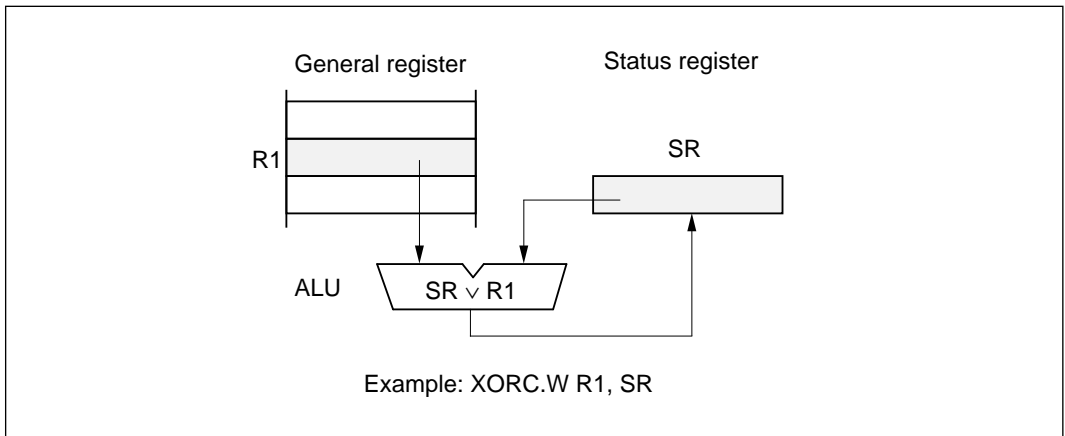 General register
Status register
R1
SR
ALU
SR ∨ R1
Example: XORC.W R1, SR